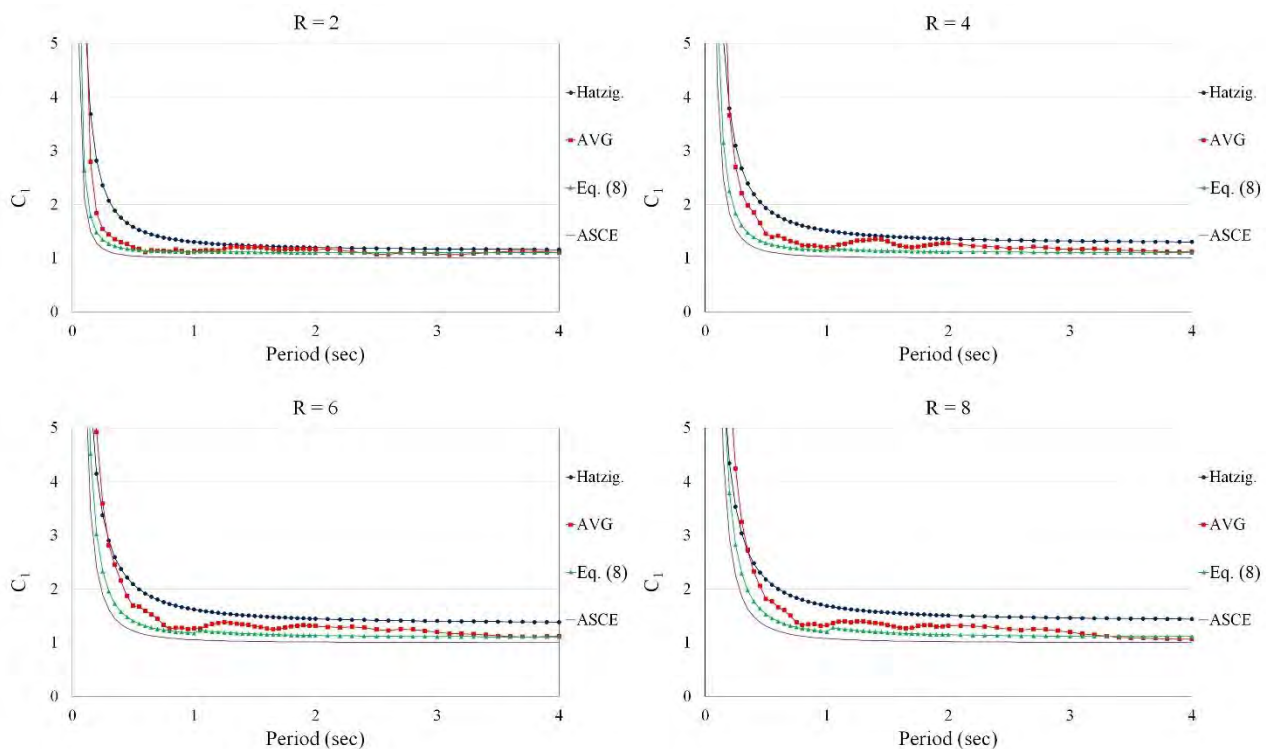 R = 2
5
4
3
2
1
0
C1
0
1
2
3
4
Period (sec)
Hatzig.
AVG
Eq. (8)
ASCE
R = 4
5
4
3
2
1
0
C1
0
1
2
3
4
Period (sec)
Hatzig.
AVG
Eq. (8)
ASCE
R = 6
5
4
3
2
1
0
C1
0
1
2
3
4
Period (sec)
Hatzig.
AVG
Eq. (8)
ASCE
R = 8
5
4
3
2
1
0
C1
0
1
2
3
4
Period (sec)
Hatzig.
AVG
Eq. (8)
ASCE